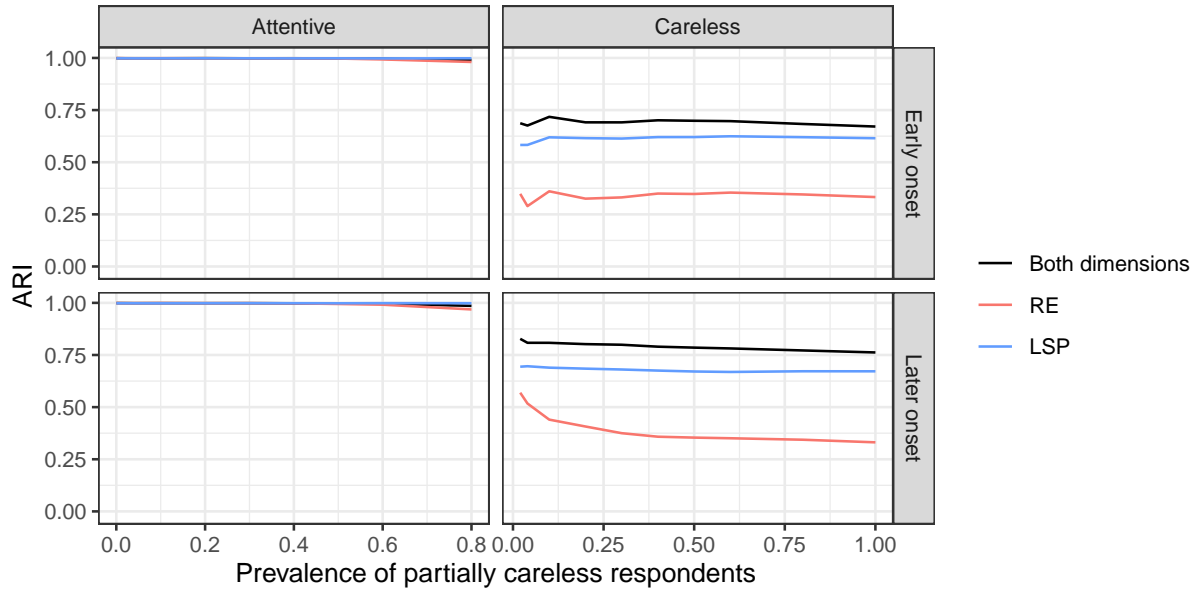 Attentive
Careless
1.00
0.75
0.50
0.25
0.00
Early onset
1.00
0.75
0.50
0.25
0.00
Later onset
ARI
0.0 0.2 0.4 0.6 0.8
0.00 0.25 0.50 0.75 1.00
Prevalence of partially careless respondents
Both dimensions
RE
LSP